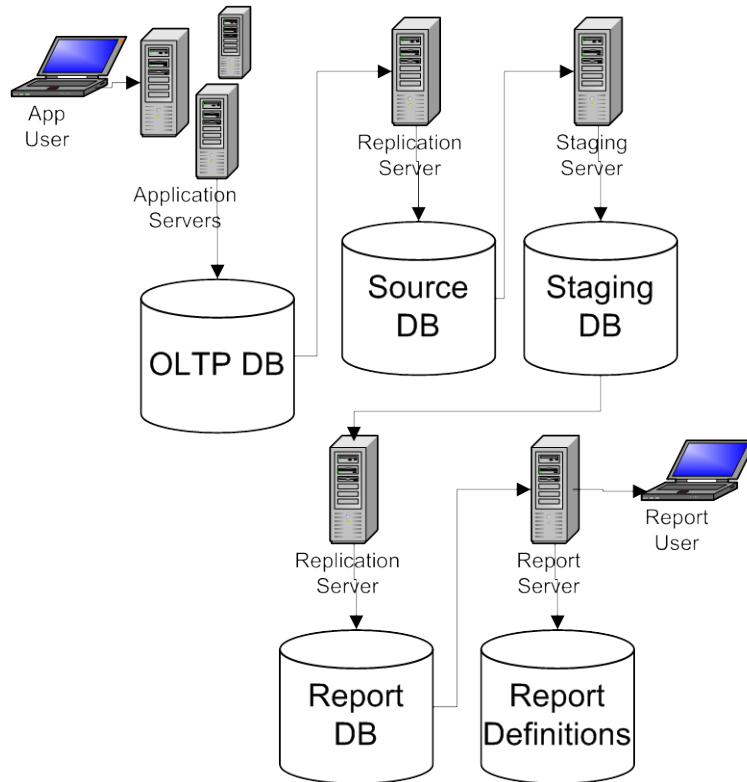 App
User
Application
Servers
Replication
Server
Staging
Server
OLTP DB
Source
DB
Staging
DB
Replication
Server
Report
Server
Report
User
Report
DB
Report
Definitions